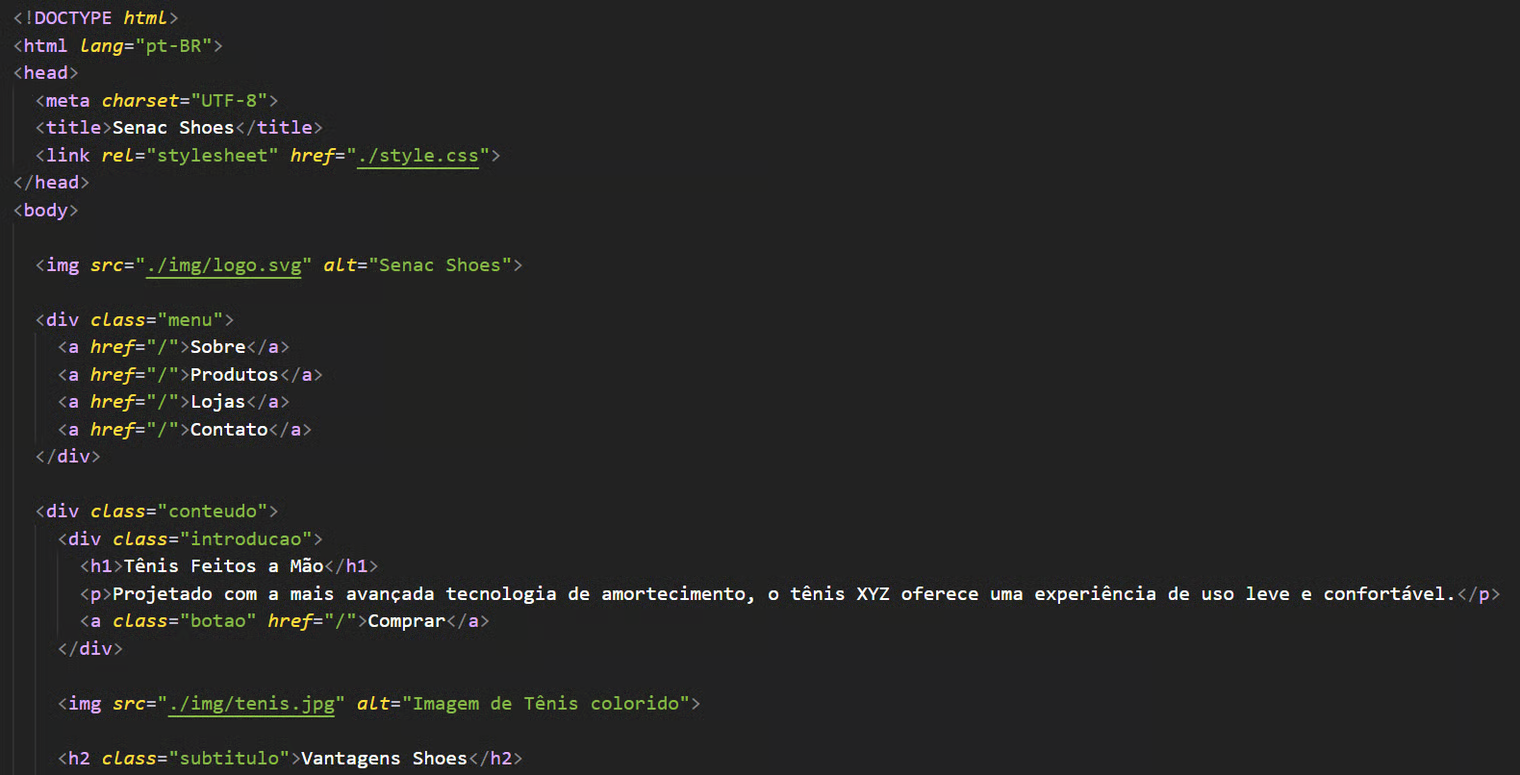 <!DOCTYPE html>
<html lang="pt-BR">
<head>
  <meta charset="UTF-8">
  <title>Senac Shoes</title>
  <link rel="stylesheet" href="./style.css">
</head>
<body>

  <img src="./img/logo.svg" alt="Senac Shoes">

  <div class="menu">
    <a href="/">Sobre</a>
    <a href="/">Produtos</a>
    <a href="/">Lojas</a>
    <a href="/">Contato</a>
  </div>

  <div class="conteudo">
    <div class="introducao">
      <h1>Tênis Feitos a Mão</h1>
      <p>Projetado com a mais avançada tecnologia de amortecimento, o tênis XYZ oferece uma experiência de uso leve e confortável.</p>
      <a class="botao" href="/">Comprar</a>
    </div>

    <img src="./img/tenis.jpg" alt="Imagem de Tênis colorido">

    <h2 class="subtitulo">Vantagens Shoes</h2>